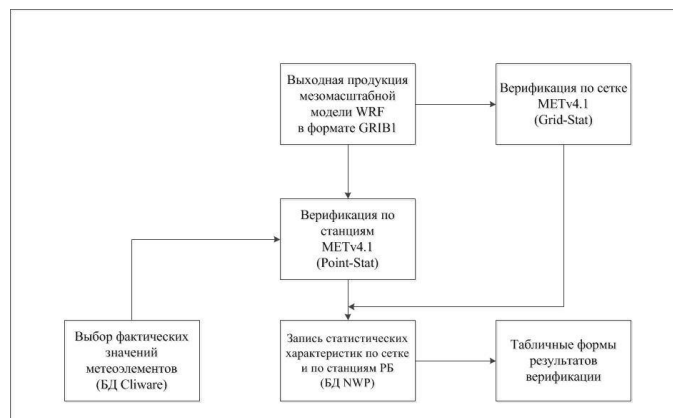 Выходная продукция
мезомасштабной
модели WRF
в формате GRIB1
Верификация по сетке
METv4.1
(Grid-Stat)
Верификация по
станциям
METv4.1
(Point-Stat)
Выбор фактических
значений
метеоэлементов
(БД Cliware)
Запись статистических
характеристик по сетке
и по станциям РБ
(БД NWP)
Табличные формы
результатов
верификации